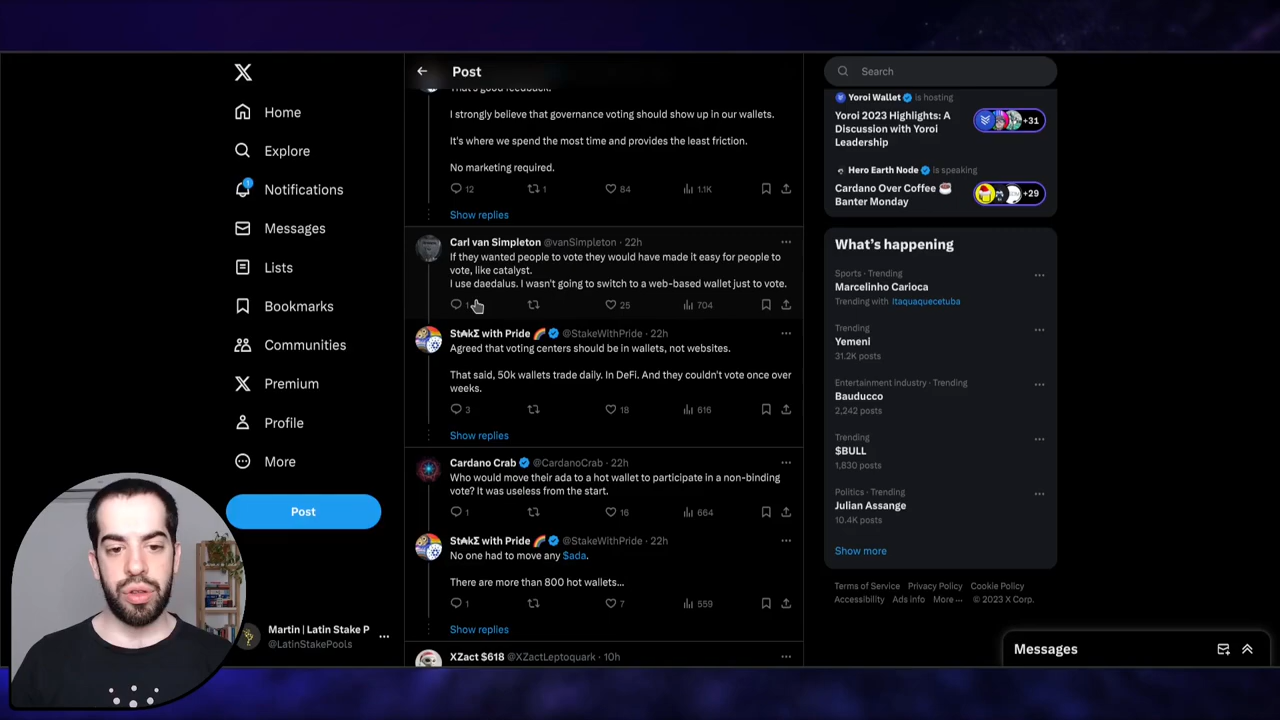 Home
Explore
1
Notifications
Messages
Lists
Bookmarks
Communities
Premium
Profile
More
Post
Martin | Latin Stake P
@LatinStakePools
Post
That's good feedback.
I strongly believe that governance voting should show up in our wallets.
It's where we spend the most time and provides the least friction.
No marketing required.
12 1 84 1.1K
Show replies
Carl van Simpleton @vanSimpleton · 22h
If they wanted people to vote they would have made it easy for people to
vote, like catalyst.
I use daedalus. I wasn't going to switch to a web-based wallet just to vote.
1 25 704
St₳kΣ with Pride 🌈 @StakeWithPride · 22h
Agreed that voting centers should be in wallets, not websites.
That said, 50k wallets trade daily. In DeFi. And they couldn't vote once over
weeks.
3 18 616
Show replies
Cardano Crab @CardanoCrab · 22h
Who would move their ada to a hot wallet to participate in a non-binding
vote? It was useless from the start.
1 16 664
St₳kΣ with Pride 🌈 @StakeWithPride · 22h
No one had to move any $ada.
There are more than 800 hot wallets...
1 7 559
Show replies
XZact $618 @XZactLeptoquark · 10h
Search
Yoroi Wallet is hosting
Yoroi 2023 Highlights: A
Discussion with Yoroi
Leadership
+31
Hero Earth Node is speaking
Cardano Over Coffee ☕
Banter Monday
+29
What's happening
Sports · Trending
Marcelinho Carioca
Trending with Itaquaquecetuba
Trending
Yemeni
31.2K posts
Entertainment industry · Trending
Bauducco
2,242 posts
Trending
$BULL
1,830 posts
Politics · Trending
Julian Assange
10.4K posts
Show more
Terms of Service Privacy Policy Cookie Policy
Accessibility Ads info More ··· © 2023 X Corp.
Messages